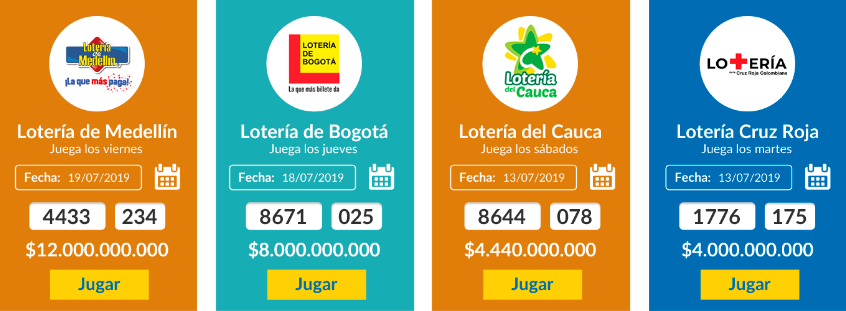 Lotería
de
Medellín
¡La que más paga!
Lotería de Medellín
Juega los viernes
Fecha: 19/07/2019
4433 234
$12.000.000.000
Jugar
LOTERÍA
DE BOGOTÁ
La que más billete da
Lotería de Bogotá
Juega los jueves
Fecha: 18/07/2019
8671 025
$8.000.000.000
Jugar
Lotería
del Cauca
Lotería del Cauca
Juega los sábados
Fecha: 13/07/2019
8644 078
$4.440.000.000
Jugar
LOTERÍA
de la Cruz Roja Colombiana
Lotería Cruz Roja
Juega los martes
Fecha: 13/07/2019
1776 175
$4.000.000.000
Jugar